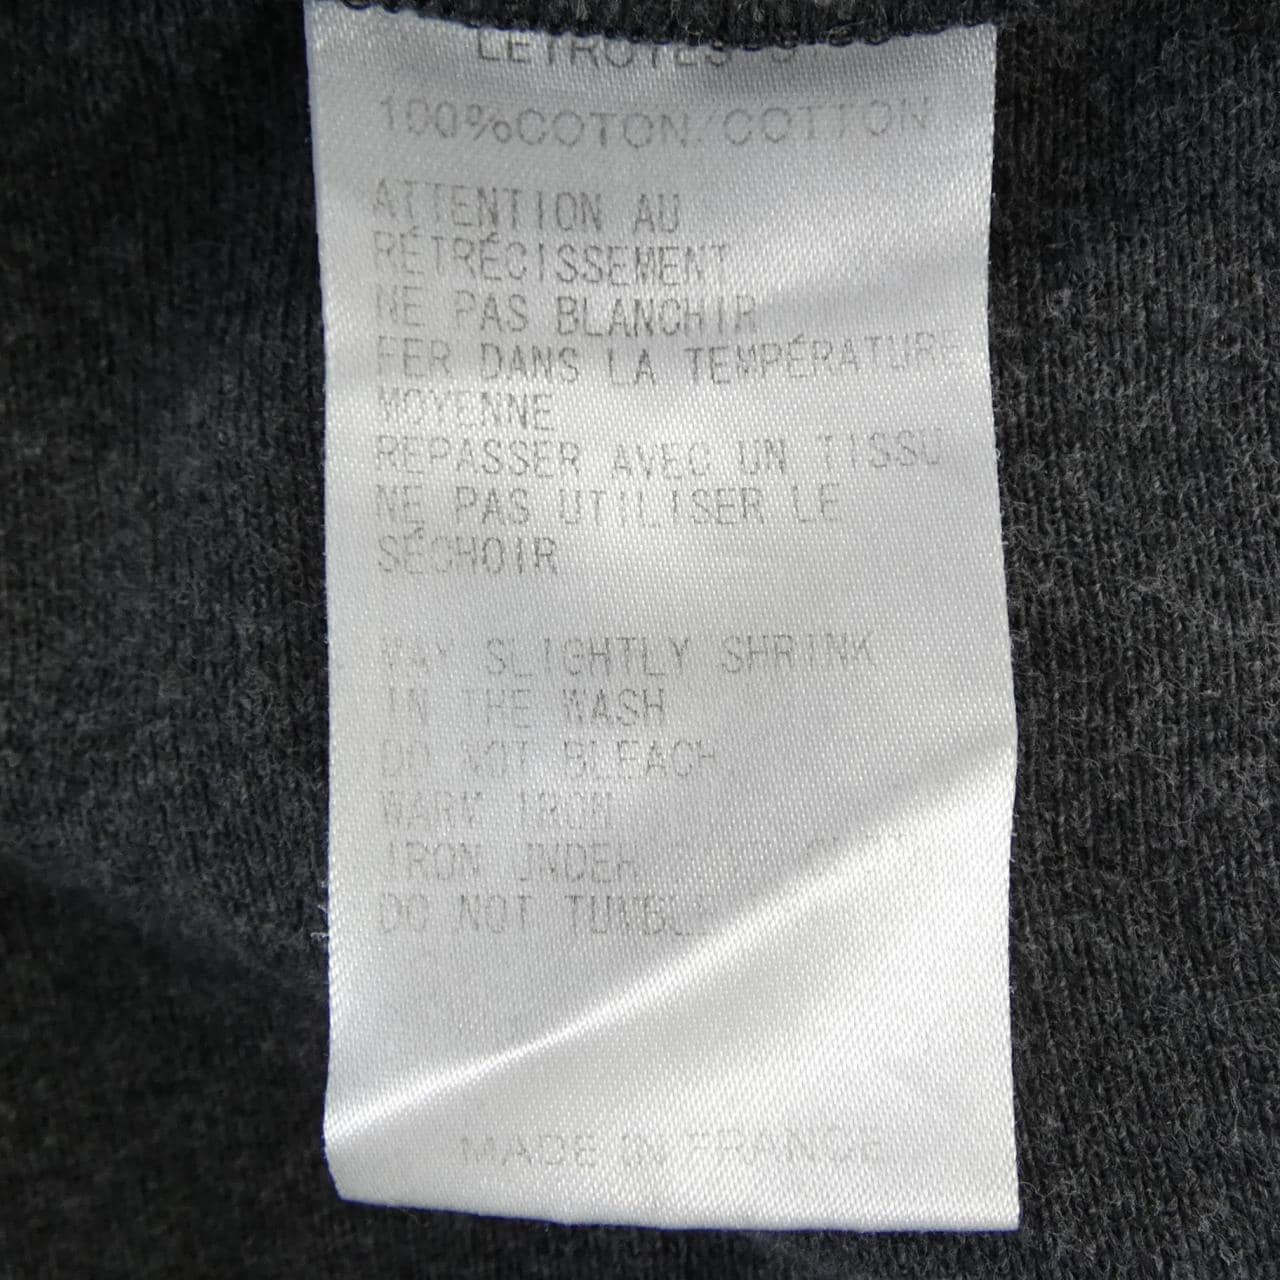 100%COTON/COTTON
ATTENTION AU
RÉTRÉCISSEMENT
NE PAS BLANCHIR
FER DANS LA TEMPÉRATURE
MOYENNE
REPASSER AVEC UN TISSU
NE PAS UTILISER LE
SÉCHOIR
MAY SLIGHTLY SHRINK
IN THE WASH
DO NOT BLEACH
WARM IRON
IRON UNDER
DO NOT TUMBLE
MADE IN FRANCE